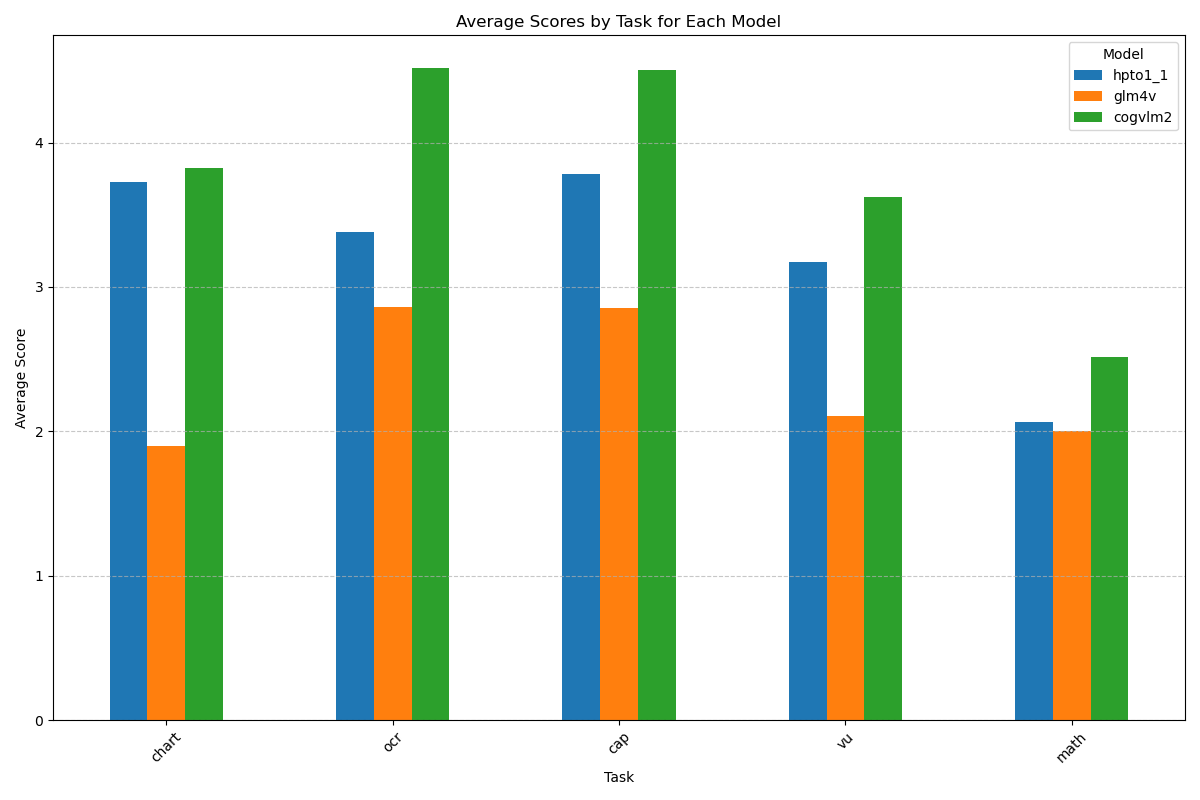 Average Scores by Task for Each Model
Model
hpto1_1
glm4v
cogvlm2
Average Score
4
3
2
1
0
chart
ocr
cap
vu
math
Task